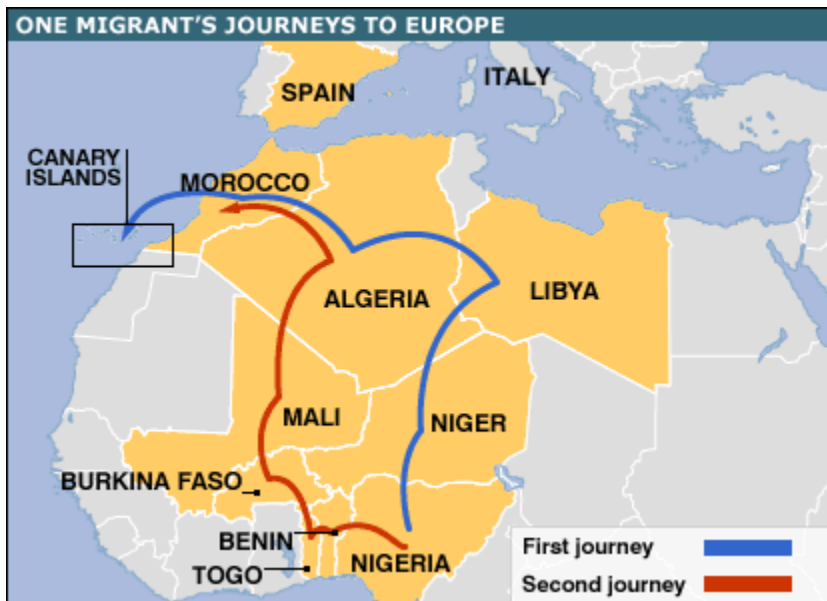 ONE MIGRANT'S JOURNEYS TO EUROPE
SPAIN
ITALY
CANARY
ISLANDS
MOROCCO
ALGERIA
LIBYA
MALI
NIGER
BURKINA FASO
BENIN
TOGO
NIGERIA
First journey
Second journey